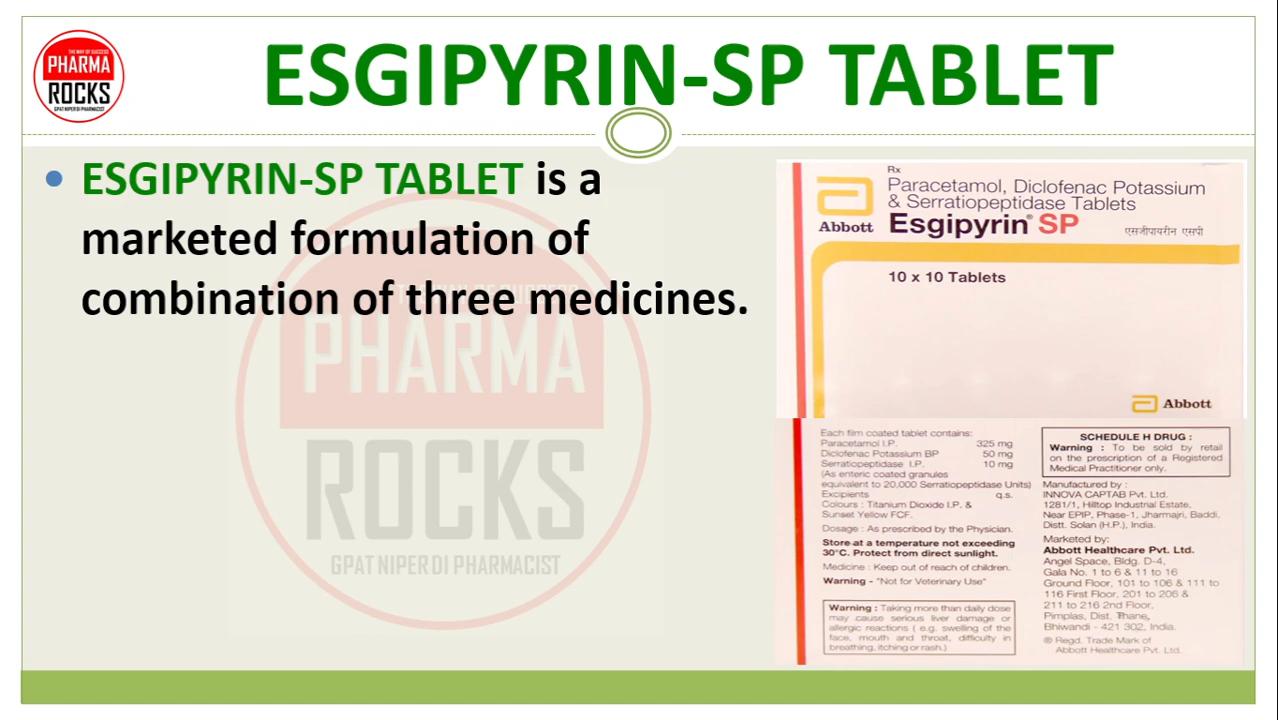 THE WAY OF SUCCESS
PHARMA
ROCKS
GPAT NIPER DI PHARMACIST
ESGIPYRIN-SP TABLET
ESGIPYRIN-SP TABLET is a
marketed formulation of
combination of three medicines.
THE WAY OF SUCCESS
PHARMA
ROCKS
GPAT NIPER DI PHARMACIST
Rx
Paracetamol, Diclofenac Potassium
& Serratiopeptidase Tablets
Abbott Esgipyrin® SP एसजीपायरीन एसपी
10 x 10 Tablets
Abbott
Each film coated tablet contains:
Paracetamol I.P. 325 mg
Diclofenac Potassium BP 50 mg
Serratiopeptidase I.P. 10 mg
(As enteric coated granules
equivalent to 20,000 Serratiopeptidase Units)
Excipients q.s.
Colours : Titanium Dioxide I.P. &
Sunset Yellow FCF.
Dosage : As prescribed by the Physician.
Store at a temperature not exceeding
30°C. Protect from direct sunlight.
Medicine : Keep out of reach of children.
Warning - "Not for Veterinary Use"
Warning : Taking more than daily dose
may cause serious liver damage or
allergic reactions ( e.g. swelling of the
face, mouth and throat, difficulty in
breathing, itching or rash.)
SCHEDULE H DRUG :
Warning : To be sold by retail
on the prescription of a Registered
Medical Practitioner only.
Manufactured by :
INNOVA CAPTAB Pvt. Ltd.
1281/1, Hilltop Industrial Estate,
Near EPIP, Phase-1, Jharmajri, Baddi,
Distt. Solan (H.P.), India.
Marketed by:
Abbott Healthcare Pvt. Ltd.
Angel Space, Bldg. D-4,
Gala No. 1 to 6 & 11 to 16
Ground Floor, 101 to 106 & 111 to
116 First Floor, 201 to 206 &
211 to 216 2nd Floor,
Pimplas, Dist. Thane,
Bhiwandi - 421 302, India.
® Regd. Trade Mark of
Abbott Healthcare Pvt. Ltd.